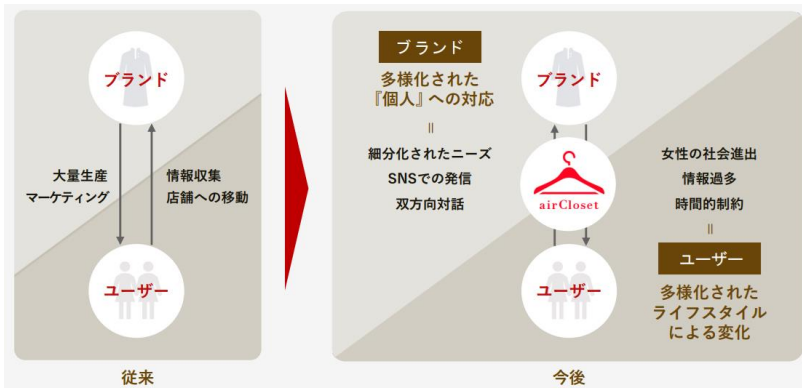 ブランド
大量生産
マーケティング
情報収集
店舗への移動
ユーザー
従来
ブランド
多様化された
『個人』への対応
=
細分化されたニーズ
SNSでの発信
双方向対話
ブランド
airCloset
ユーザー
女性の社会進出
情報過多
時間的制約
=
ユーザー
多様化された
ライフスタイル
による変化
今後